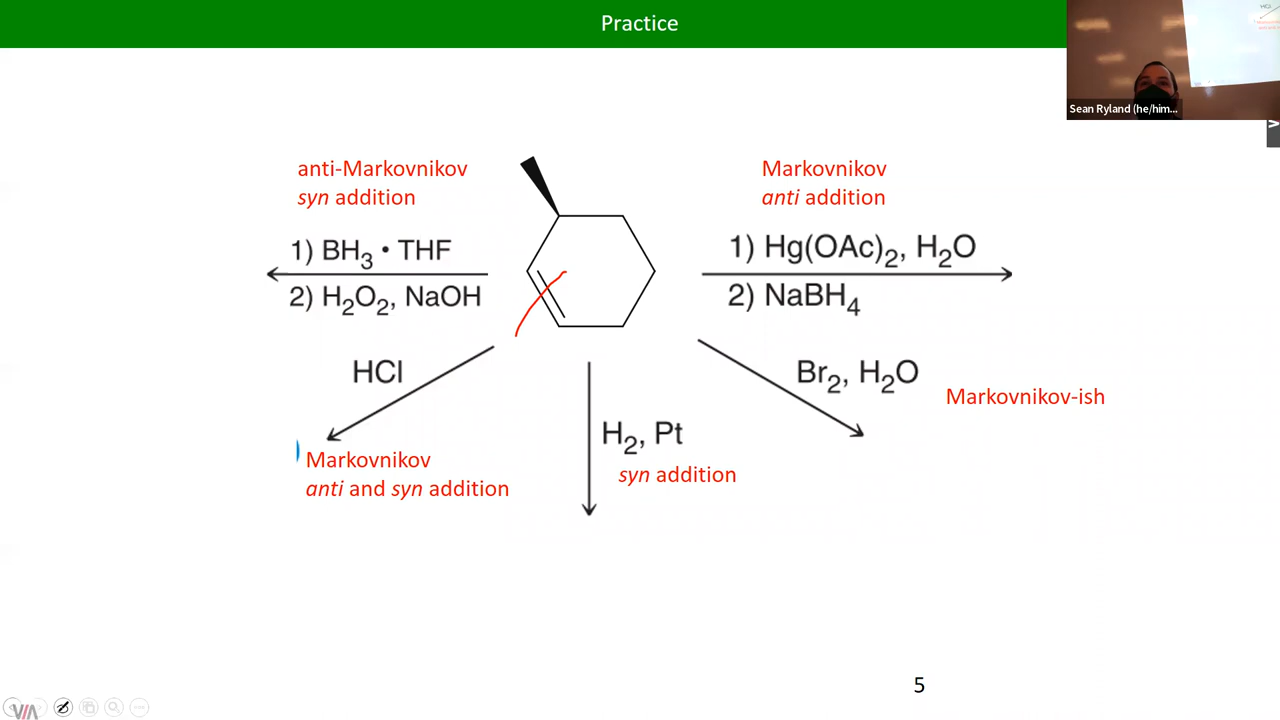 Practice
Sean Ryland (he/him...
anti-Markovnikov
syn addition
1) BH₃ • THF
2) H₂O₂, NaOH
Markovnikov
anti addition
1) Hg(OAc)₂, H₂O
2) NaBH₄
HCl
Markovnikov
anti and syn addition
H₂, Pt
syn addition
Br₂, H₂O
Markovnikov-ish
5
VIA